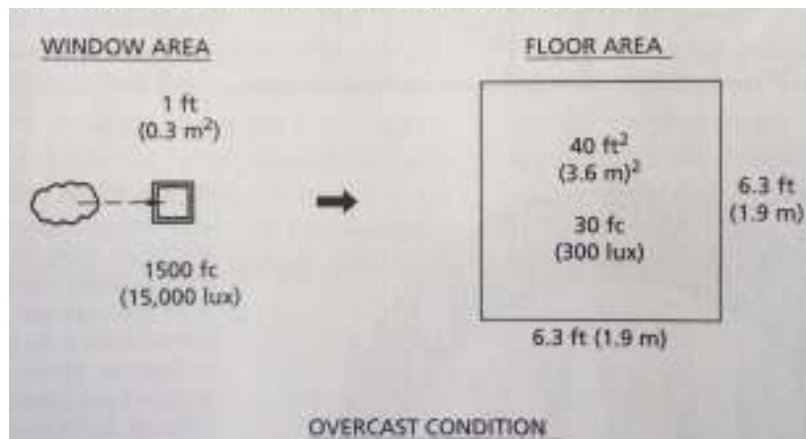 WINDOW AREA
1 ft
(0.3 m²)
1500 fc
(15,000 lux)
FLOOR AREA
40 ft²
(3.6 m)²
30 fc
(300 lux)
6.3 ft
(1.9 m)
6.3 ft (1.9 m)
OVERCAST CONDITION